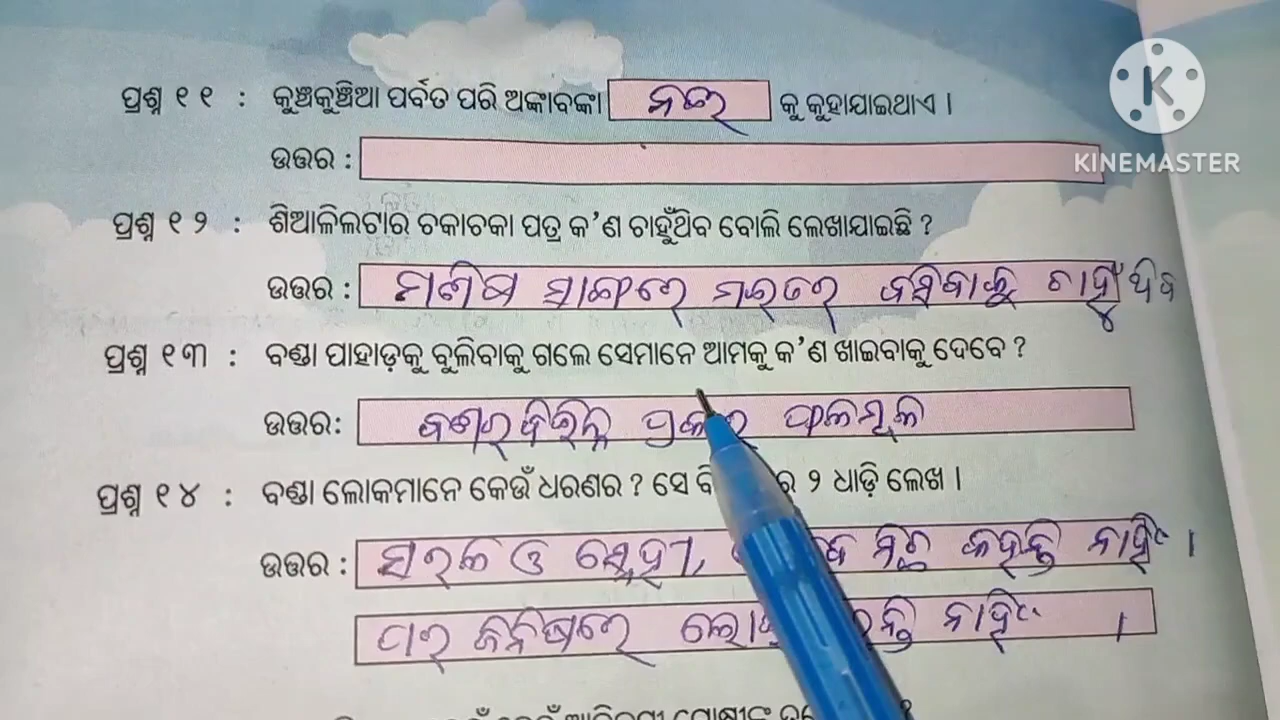 ପ୍ରଶ୍ନ ୧୧ : କୁଞ୍ଚକୁଞ୍ଚିଆ ପର୍ବତ ପରି ଅଙ୍କାବଙ୍କା ନଈ କୁ କୁହାଯାଇଥାଏ ।
KINEMASTER
ଉତ୍ତର :
ପ୍ରଶ୍ନ ୧୨ : ଶିଆଳିଲଟାର ଚକାଚକା ପତ୍ର କ'ଣ ଚାହୁଁଥିବ ବୋଲି ଲେଖାଯାଇଛି ?
ଉତ୍ତର : ମଣିଷ ସାଙ୍ଗରେ ମଇତ୍ର ବସିବାକୁ ଚାହୁଁଥିବ
ପ୍ରଶ୍ନ ୧୩ : ବଣ୍ଡା ପାହାଡ଼କୁ ବୁଲିବାକୁ ଗଲେ ସେମାନେ ଆମକୁ କ'ଣ ଖାଇବାକୁ ଦେବେ ?
ଉତ୍ତର: ବଣର ବିଭିନ୍ନ ପ୍ରକାର ଫଳମୂଳ
ପ୍ରଶ୍ନ ୧୪ : ବଣ୍ଡା ଲୋକମାନେ କେଉଁ ଧରଣର ? ସେ ୨ ଧାଡ଼ି ଲେଖ ।
ଉତ୍ତର : ସରଳ ଓ ସ୍ନେହୀ, ମିଛ କହନ୍ତି ନାହିଁ ।
ପର ଜିନିଷରେ ନାହିଁ ।